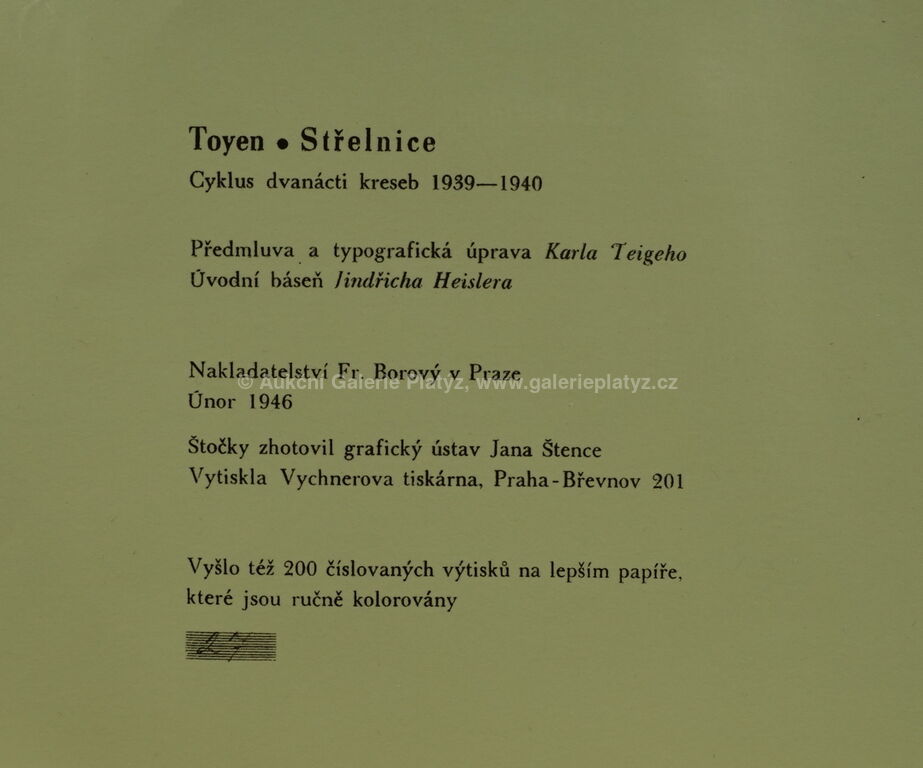 Toyen • Střelnice
Cyklus dvanácti kreseb 1939—1940
Předmluva a typografická úprava Karla Teigeho
Úvodní báseň Jindřicha Heislera
Nakladatelství Fr. Borový v Praze
© Aukční Galerie Platýz, www.galerieplatyz.cz
Únor 1946
Štočky zhotovil grafický ústav Jana Štence
Vytiskla Vychnerova tiskárna, Praha-Břevnov 201
Vyšlo též 200 číslovaných výtisků na lepším papíře,
které jsou ručně kolorovány